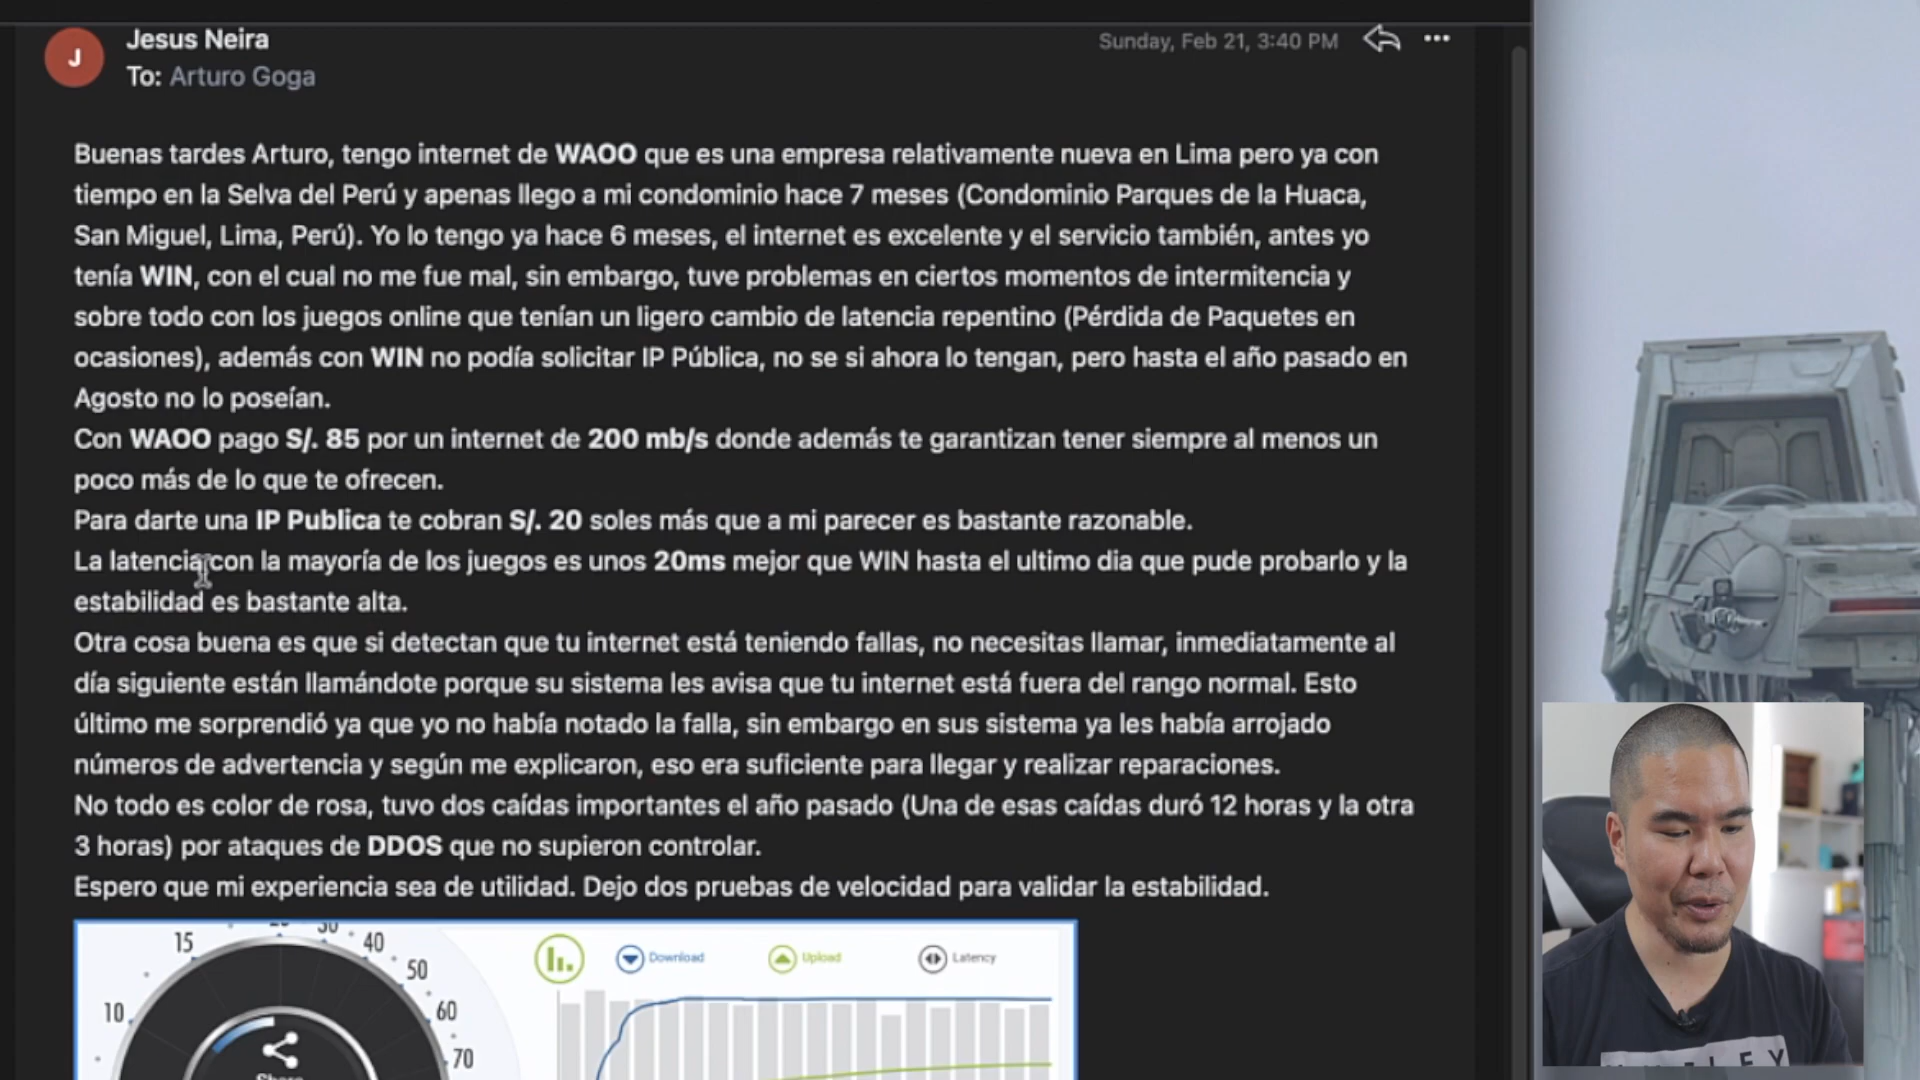 Jesus Neira
Sunday, Feb 21, 3:40 PM
J
To: Arturo Goga
Buenas tardes Arturo, tengo internet de WAOO que es una empresa relativamente nueva en Lima pero ya con
tiempo en la Selva del Perú y apenas llego a mi condominio hace 7 meses (Condominio Parques de la Huaca,
San Miguel, Lima, Perú). Yo lo tengo ya hace 6 meses, el internet es excelente y el servicio también, antes yo
tenía WIN, con el cual no me fue mal, sin embargo, tuve problemas en ciertos momentos de intermitencia y
sobre todo con los juegos online que tenían un ligero cambio de latencia repentino (Pérdida de Paquetes en
ocasiones), además con WIN no podía solicitar IP Pública, no se si ahora lo tengan, pero hasta el año pasado en
Agosto no lo poseían.
Con WAOO pago S/. 85 por un internet de 200 mb/s donde además te garantizan tener siempre al menos un
poco más de lo que te ofrecen.
Para darte una IP Publica te cobran S/. 20 soles más que a mi parecer es bastante razonable.
La latencia con la mayoría de los juegos es unos 20ms mejor que WIN hasta el ultimo dia que pude probarlo y la
estabilidad es bastante alta.
Otra cosa buena es que si detectan que tu internet está teniendo fallas, no necesitas llamar, inmediatamente al
día siguiente están llamándote porque su sistema les avisa que tu internet está fuera del rango normal. Esto
último me sorprendió ya que yo no había notado la falla, sin embargo en sus sistema ya les había arrojado
números de advertencia y según me explicaron, eso era suficiente para llegar y realizar reparaciones.
No todo es color de rosa, tuvo dos caídas importantes el año pasado (Una de esas caídas duró 12 horas y la otra
3 horas) por ataques de DDOS que no supieron controlar.
Espero que mi experiencia sea de utilidad. Dejo dos pruebas de velocidad para validar la estabilidad.
10
15
20
30
40
50
60
70
Download
Upload
Latency